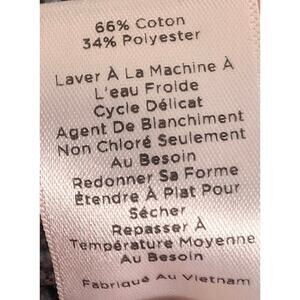 66% Coton
34% Polyester
Laver À La Machine À
L'eau Froide
Cycle Délicat
Agent De Blanchiment
Non Chloré Seulement
Au Besoin
Redonner Sa Forme
Étendre À Plat Pour
Sécher
Repasser À
Température Moyenne
Au Besoin
Fabriqué Au Vietnam